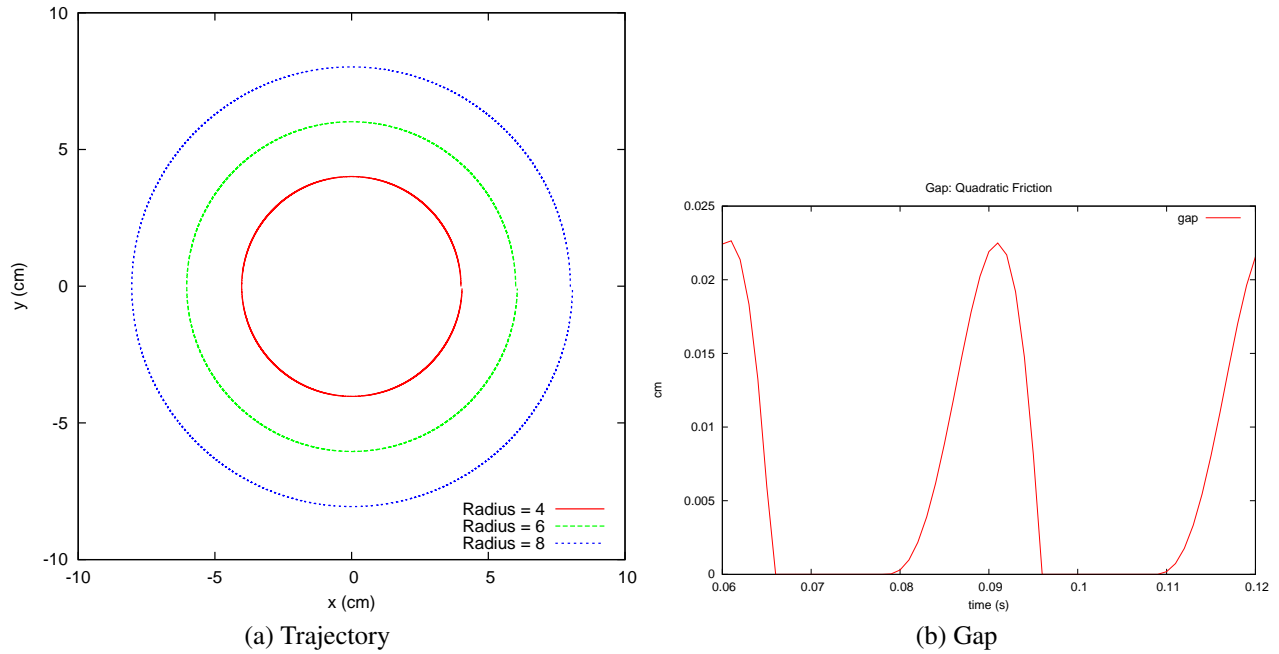 10
5
0
-5
-10
-10
-5
0
5
10
y (cm)
x (cm)
Radius = 4
Radius = 6
Radius = 8
(a) Trajectory
Gap: Quadratic Friction
gap
0.025
0.02
0.015
0.01
0.005
0
0.06
0.07
0.08
0.09
0.1
0.11
0.12
cm
time (s)
(b) Gap